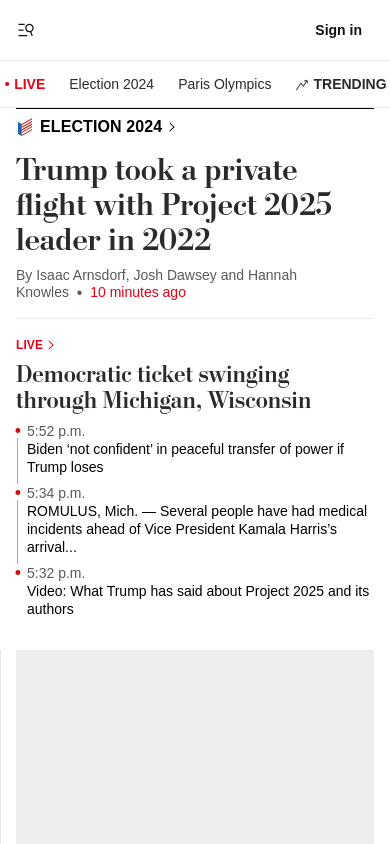 Sign in
LIVE
Election 2024
Paris Olympics
TRENDING
ELECTION 2024
Trump took a private
flight with Project 2025
leader in 2022
By Isaac Arnsdorf, Josh Dawsey and Hannah
Knowles • 10 minutes ago
LIVE
Democratic ticket swinging
through Michigan, Wisconsin
5:52 p.m.
Biden ‘not confident’ in peaceful transfer of power if
Trump loses
5:34 p.m.
ROMULUS, Mich. — Several people have had medical
incidents ahead of Vice President Kamala Harris’s
arrival...
5:32 p.m.
Video: What Trump has said about Project 2025 and its
authors